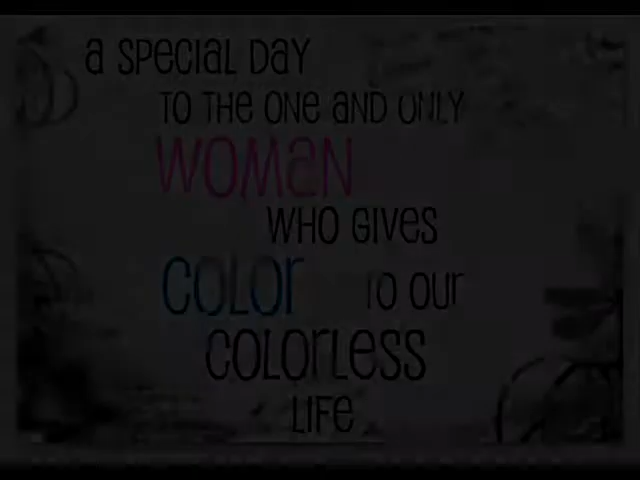 a SPECIAL DAY
TO THE ONE AND ONLY
WOMAN
WHO GIVES
COLOR TO OUR
COLORLESS
LIFE